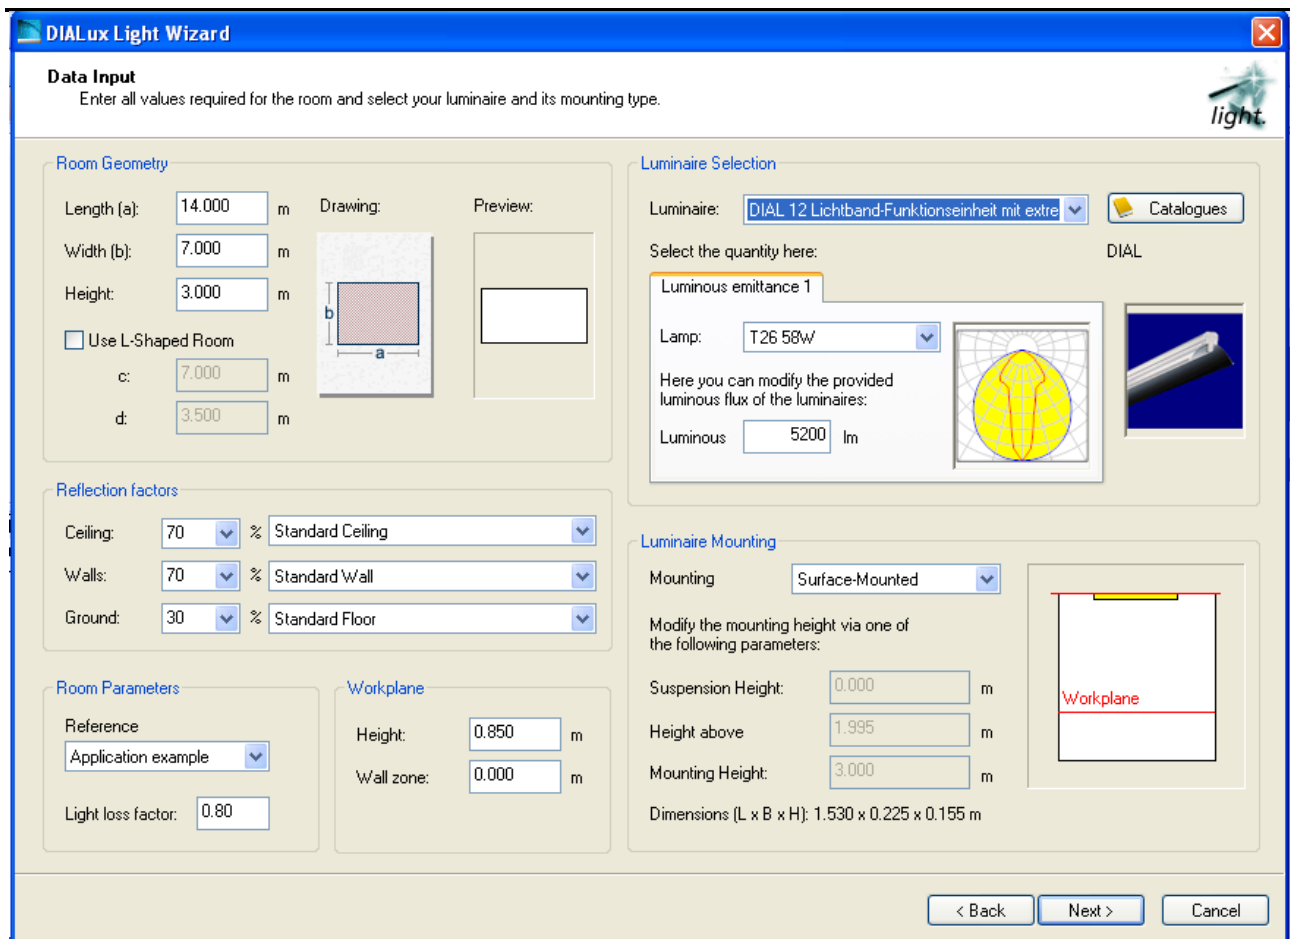 DIALux Light Wizard
Data Input
Enter all values required for the room and select your luminaire and its mounting type.
light.
Room Geometry
Length (a): 14.000 m
Drawing:
Preview:
Width (b): 7.000 m
Height: 3.000 m
Use L-Shaped Room
c: 7.000 m
d: 3.500 m
b
a
Reflection factors
Ceiling: 70 % Standard Ceiling
Walls: 70 % Standard Wall
Ground: 30 % Standard Floor
Room Parameters
Reference
Application example
Light loss factor: 0.80
Workplane
Height: 0.850 m
Wall zone: 0.000 m
Luminaire Selection
Luminaire: DIAL 12 Lichtband-Funktionseinheit mit extre
Catalogues
Select the quantity here:
DIAL
Luminous emittance 1
Lamp: T26 58W
Here you can modify the provided
luminous flux of the luminaires:
Luminous 5200 lm
Luminaire Mounting
Mounting Surface-Mounted
Modify the mounting height via one of
the following parameters:
Suspension Height: 0.000 m
Height above 1.995 m
Mounting Height: 3.000 m
Dimensions (L x B x H): 1.530 x 0.225 x 0.155 m
Workplane
< Back
Next >
Cancel